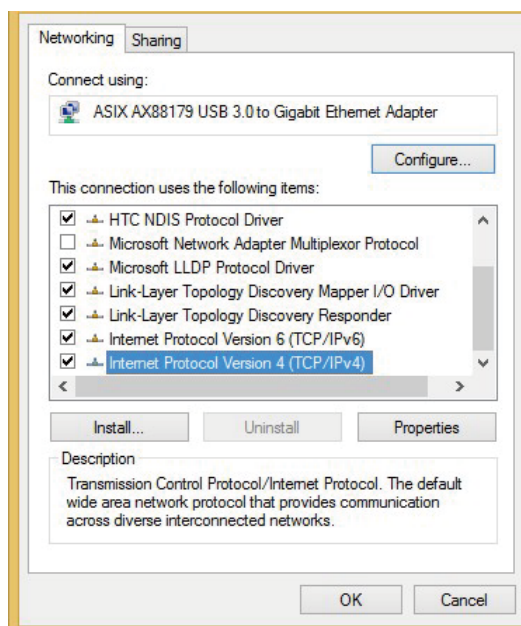 Networking Sharing
Connect using:
ASIX AX88179 USB 3.0 to Gigabit Ethernet Adapter
Configure...
This connection uses the following items:
HTC NDIS Protocol Driver
Microsoft Network Adapter Multiplexor Protocol
Microsoft LLDP Protocol Driver
Link-Layer Topology Discovery Mapper I/O Driver
Link-Layer Topology Discovery Responder
Internet Protocol Version 6 (TCP/IPv6)
Internet Protocol Version 4 (TCP/IPv4)
Install... Uninstall Properties
Description
Transmission Control Protocol/Internet Protocol. The default
wide area network protocol that provides communication
across diverse interconnected networks.
OK Cancel